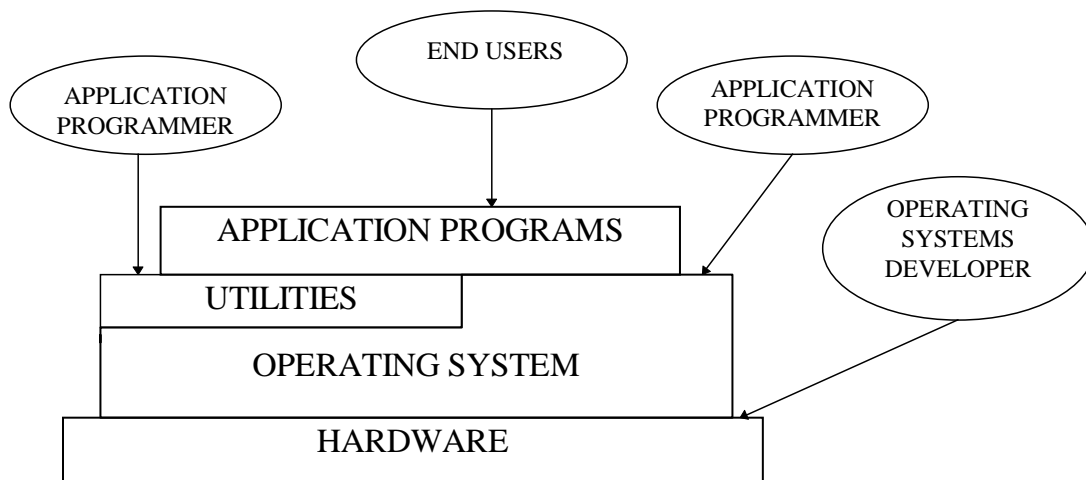 END USERS
APPLICATION
PROGRAMMER
APPLICATION
PROGRAMMER
OPERATING
SYSTEMS
DEVELOPER
APPLICATION PROGRAMS
UTILITIES
OPERATING SYSTEM
HARDWARE